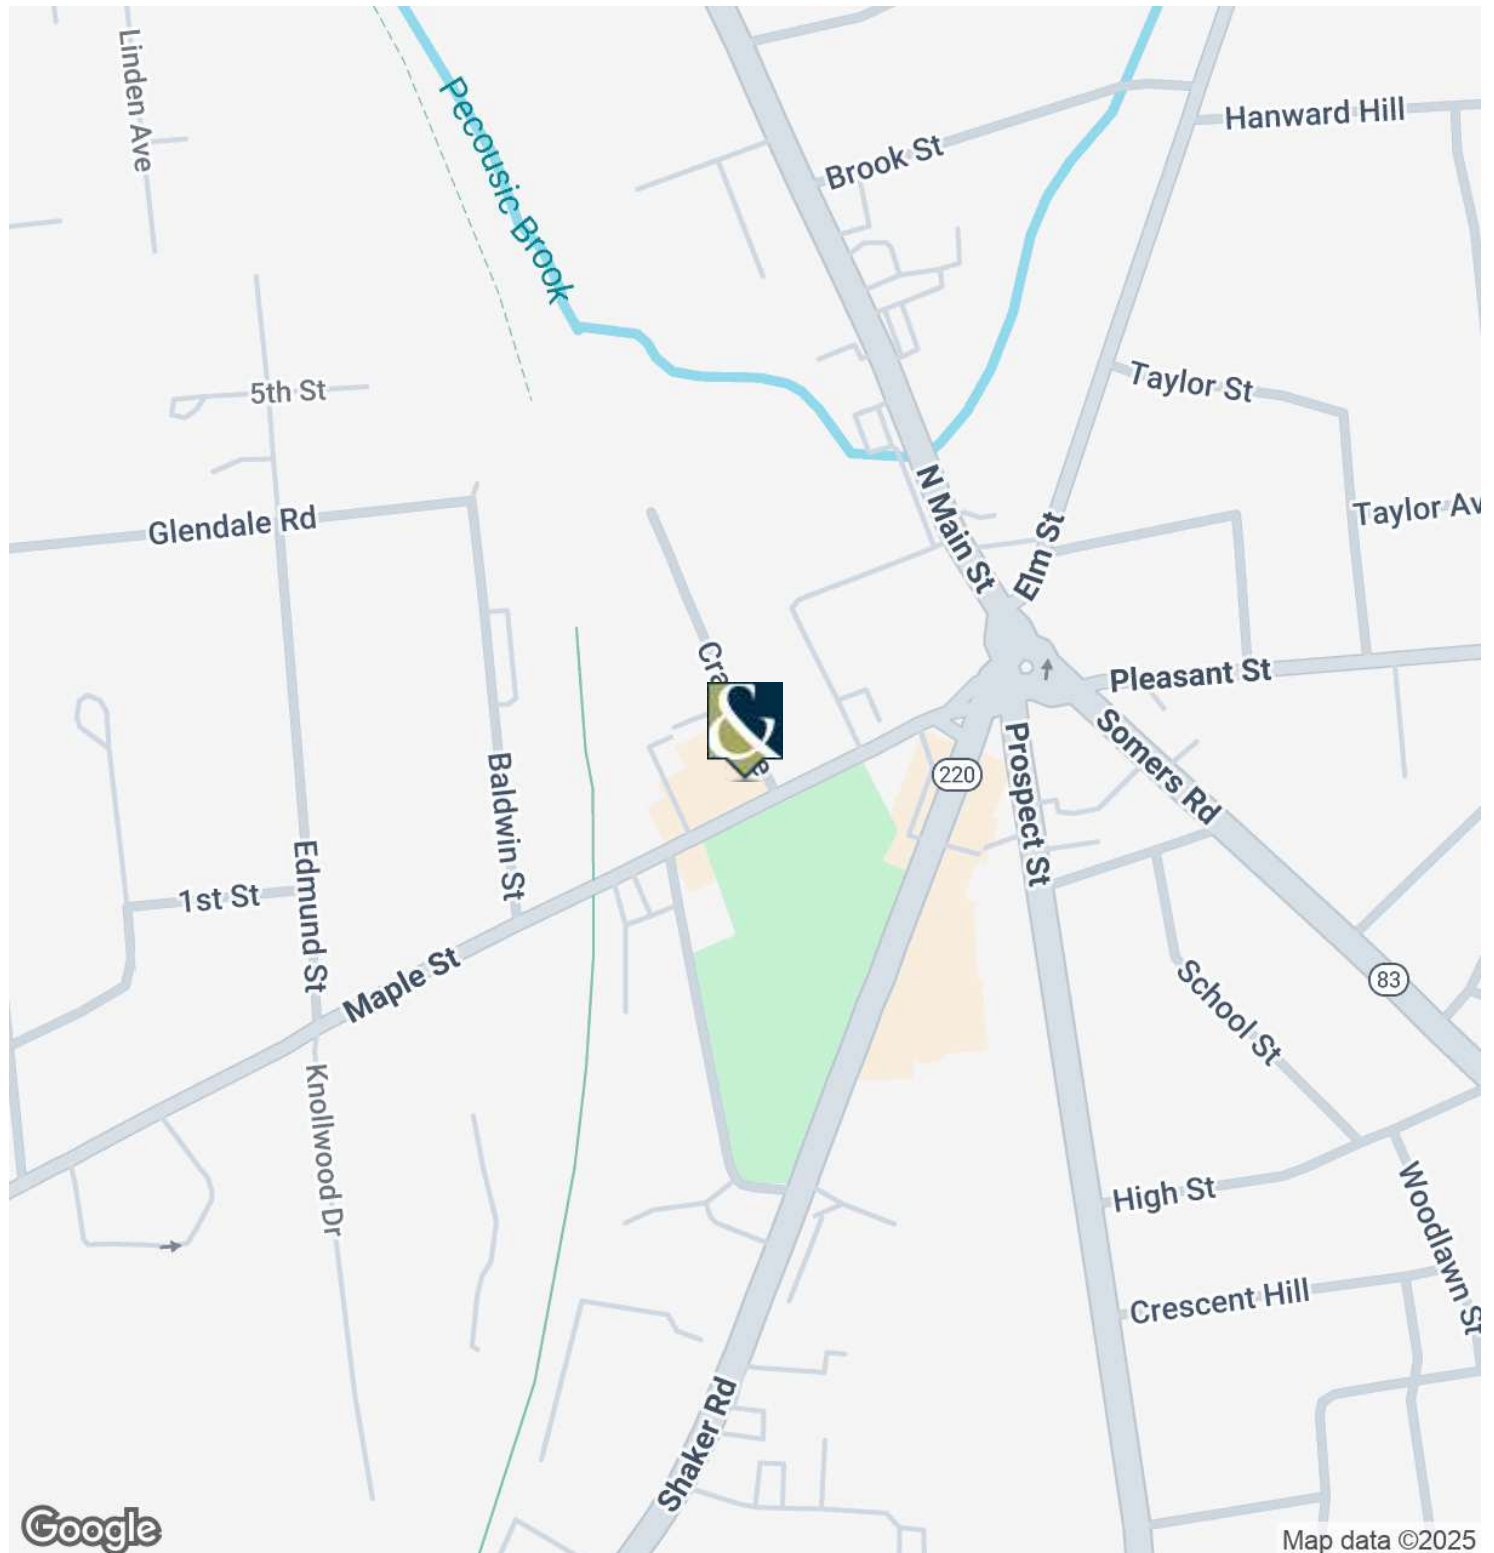 Linden Ave
Pecousic Brook
Hanward Hill
Brook St
5th St
Taylor St
Glendale Rd
N Main St
Elm St
Taylor Av
Pleasant St
&
220
Prospect St
Somers Rd
Baldwin St
Edmund St
1st St
Maple St
83
School St
Knollwood Dr
High St
Woodlawn St
Crescent Hill
Shaker Rd
Google
Map data ©2025